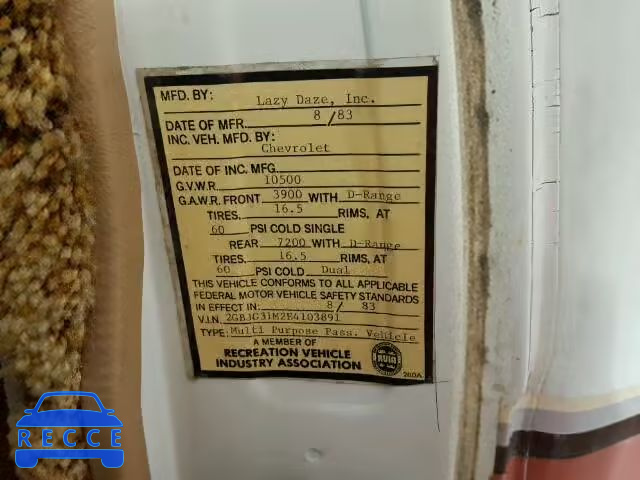 MFD. BY: Lazy Daze, Inc.
DATE OF MFR. 8/83
INC. VEH. MFD. BY: Chevrolet
DATE OF INC. MFG.
G.V.W.R. 10500
G.A.W.R. FRONT 3900 WITH D-Range
TIRES. 16.5 RIMS, AT
60 PSI COLD SINGLE
REAR 7200 WITH D-Range
TIRES. 16.5 RIMS, AT
60 PSI COLD Dual
THIS VEHICLE CONFORMS TO ALL APPLICABLE
FEDERAL MOTOR VEHICLE SAFETY STANDARDS
IN EFFECT IN: 8/83
V.I.N. 2GBJG31M2E4103891
TYPE: Multi Purpose Pass. Vehicle
A MEMBER OF
RECREATION VEHICLE
INDUSTRY ASSOCIATION
RVIA
RECCE